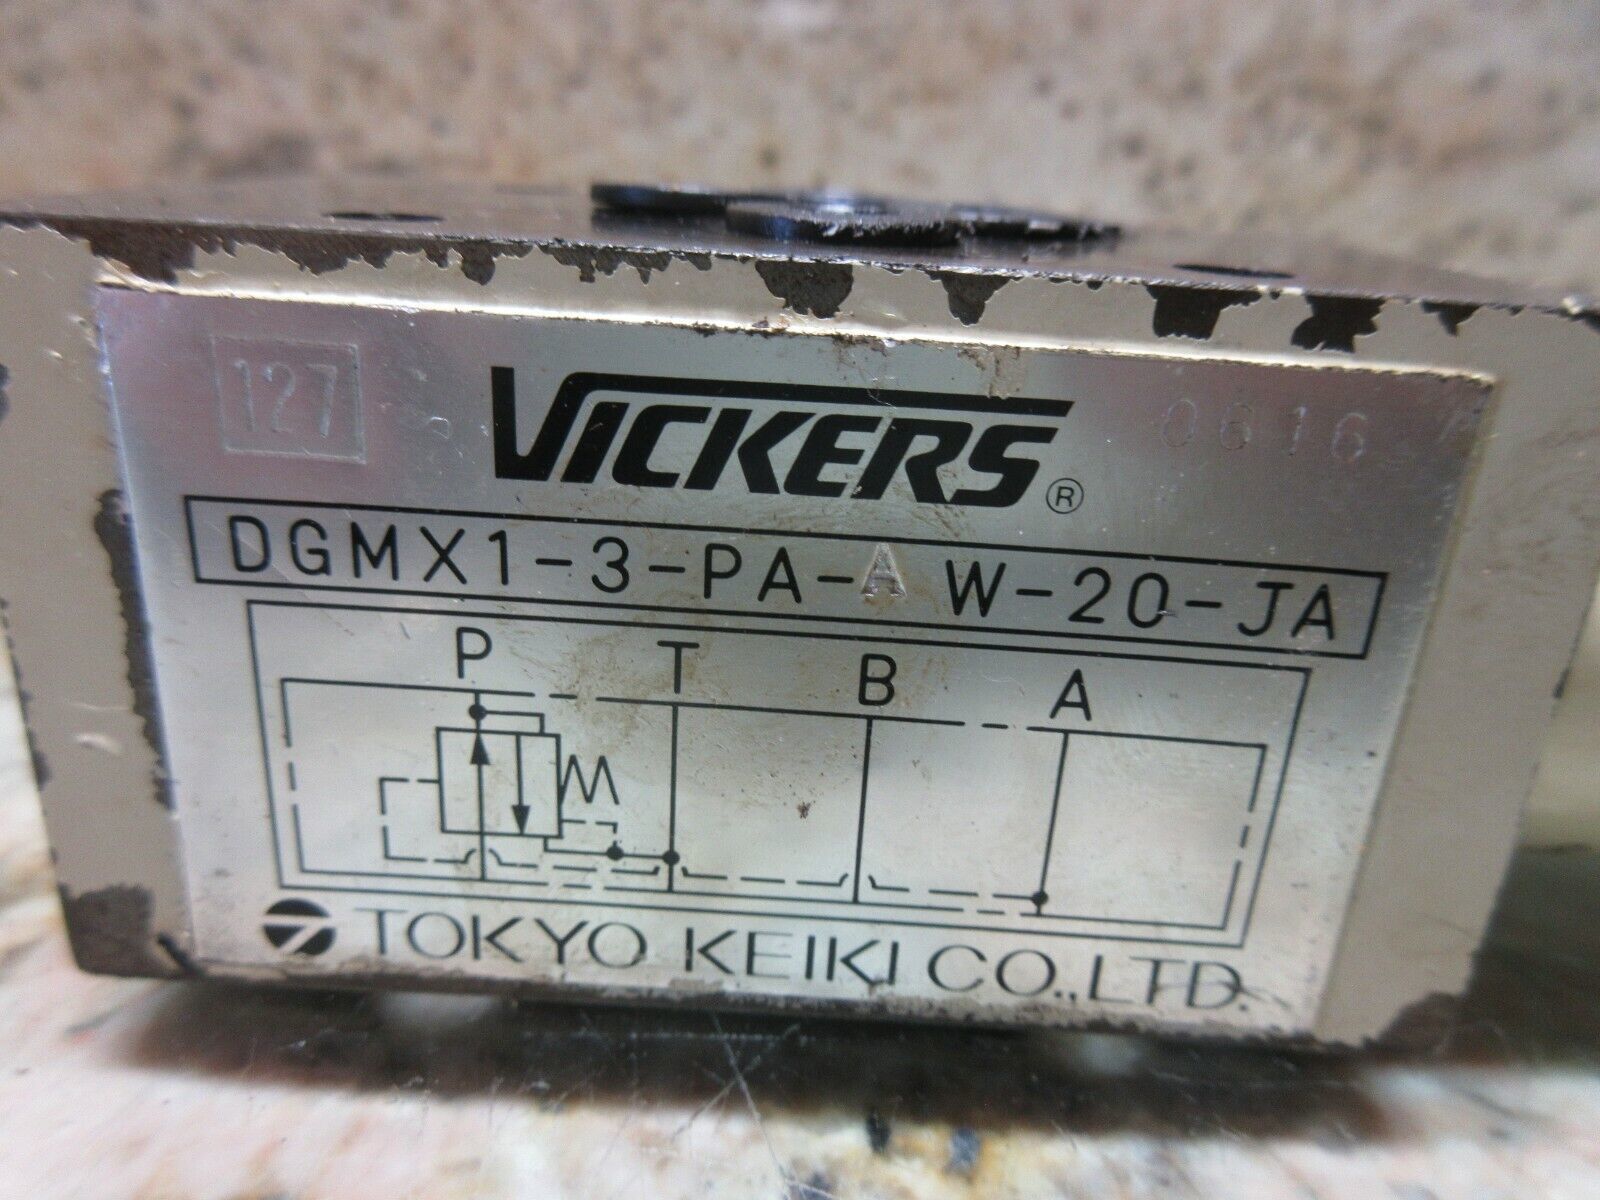 127
VICKERS®
0616
DGMX1-3-PA-A W-20-JA
P T B A
TOKYO KEIKI CO., LTD.